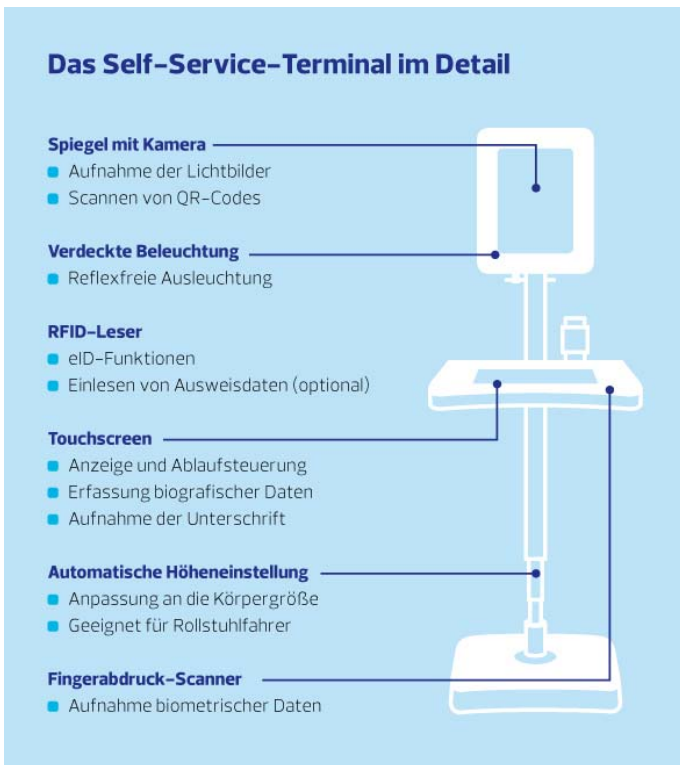 Das Self-Service-Terminal im Detail
Spiegel mit Kamera
Aufnahme der Lichtbilder
Scannen von QR-Codes
Verdeckte Beleuchtung
Reflexfreie Ausleuchtung
RFID-Leser
eID-Funktionen
Einlesen von Ausweisdaten (optional)
Touchscreen
Anzeige und Ablaufsteuerung
Erfassung biografischer Daten
Aufnahme der Unterschrift
Automatische Höheneinstellung
Anpassung an die Körpergröße
Geeignet für Rollstuhlfahrer
Fingerabdruck-Scanner
Aufnahme biometrischer Daten